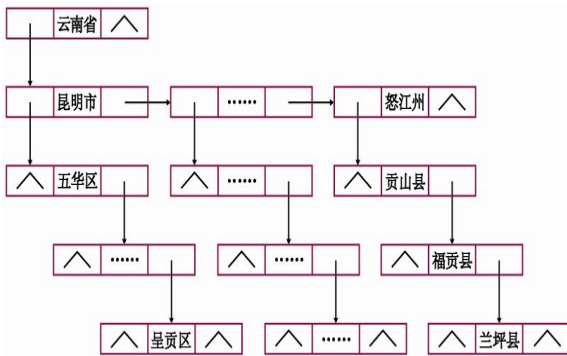 云南省 ∧
昆明市 …… 怒江州 ∧
∧ 五华区 ∧ …… ∧ 贡山县
∧ …… ∧ …… ∧ 福贡县
∧ 呈贡区 ∧ ∧ …… ∧ ∧ 兰坪县 ∧